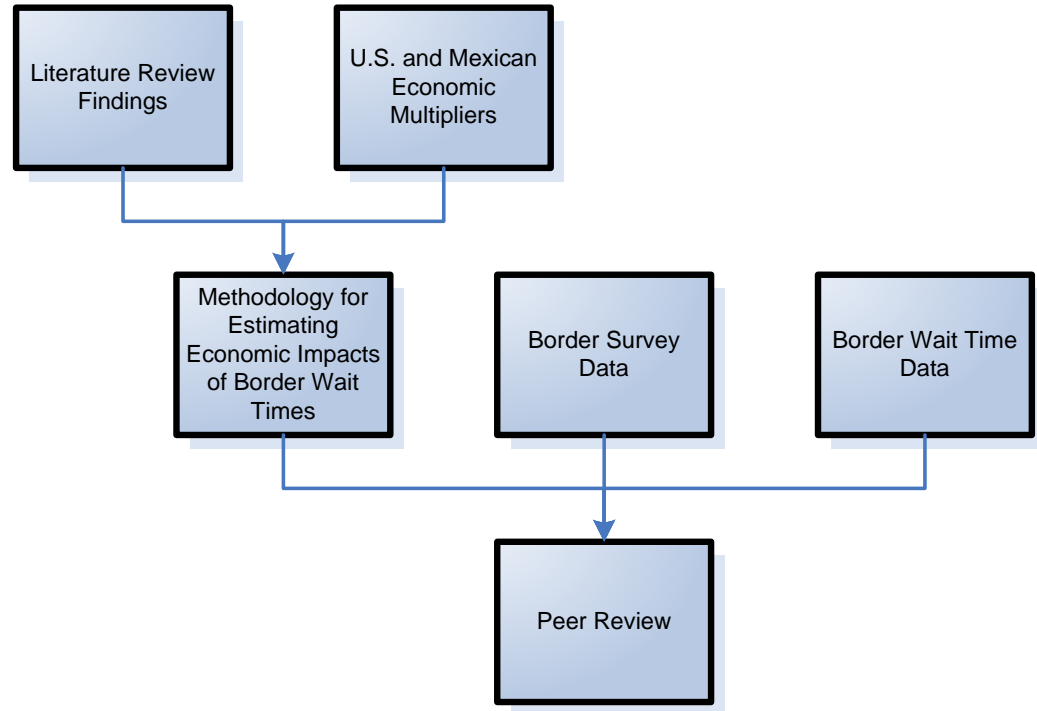 Literature Review
Findings
U.S. and Mexican
Economic
Multipliers
Methodology for
Estimating
Economic Impacts
of Border Wait
Times
Border Survey
Data
Border Wait Time
Data
Peer Review